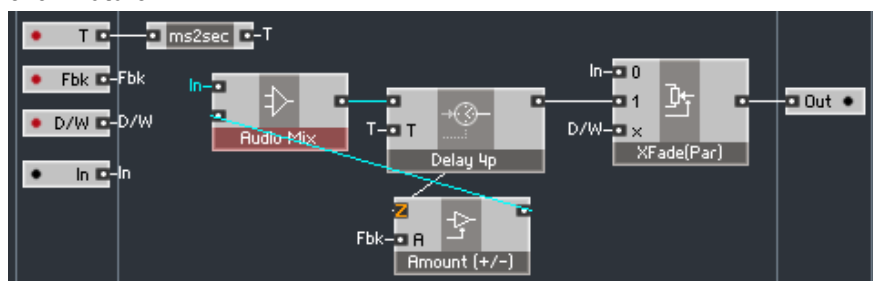 T
ms2sec
T
Fbk
Fbk
D/W
D/W
In
In
In
Audio Mix
T
T
Delay 4p
Z
Fbk
A
Amount (+/-)
In
0
1
D/W
x
XFade(Par)
Out